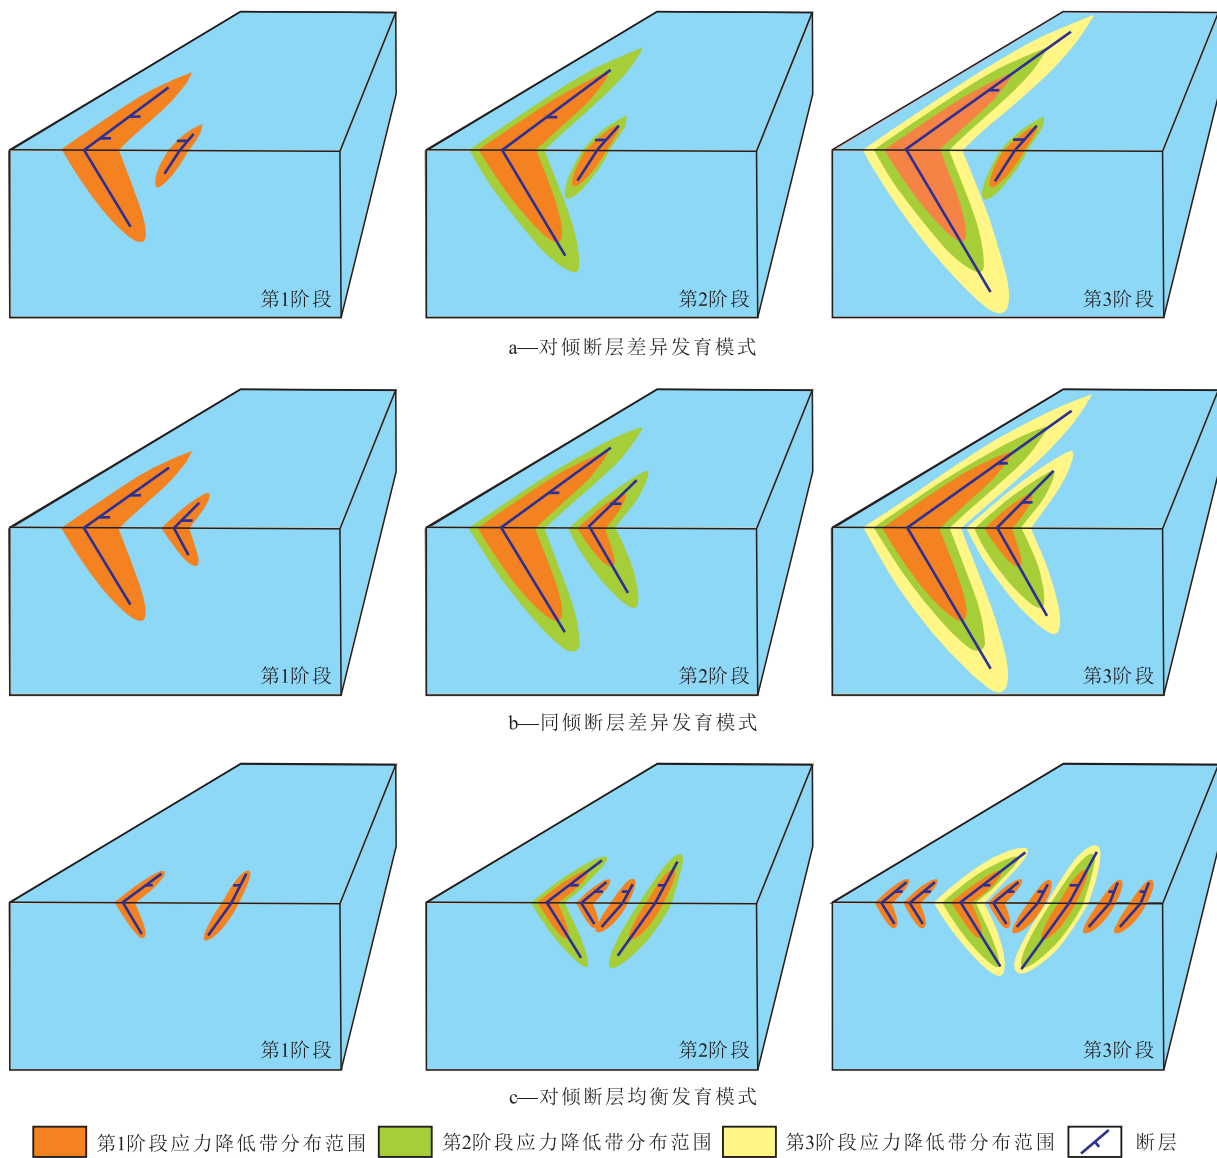 第1阶段
第2阶段
第3阶段
a—对倾断层差异发育模式
第1阶段
第2阶段
第3阶段
b—同倾断层差异发育模式
第1阶段
第2阶段
第3阶段
c—对倾断层均衡发育模式
第1阶段应力降低带分布范围 第2阶段应力降低带分布范围 第3阶段应力降低带分布范围 断层